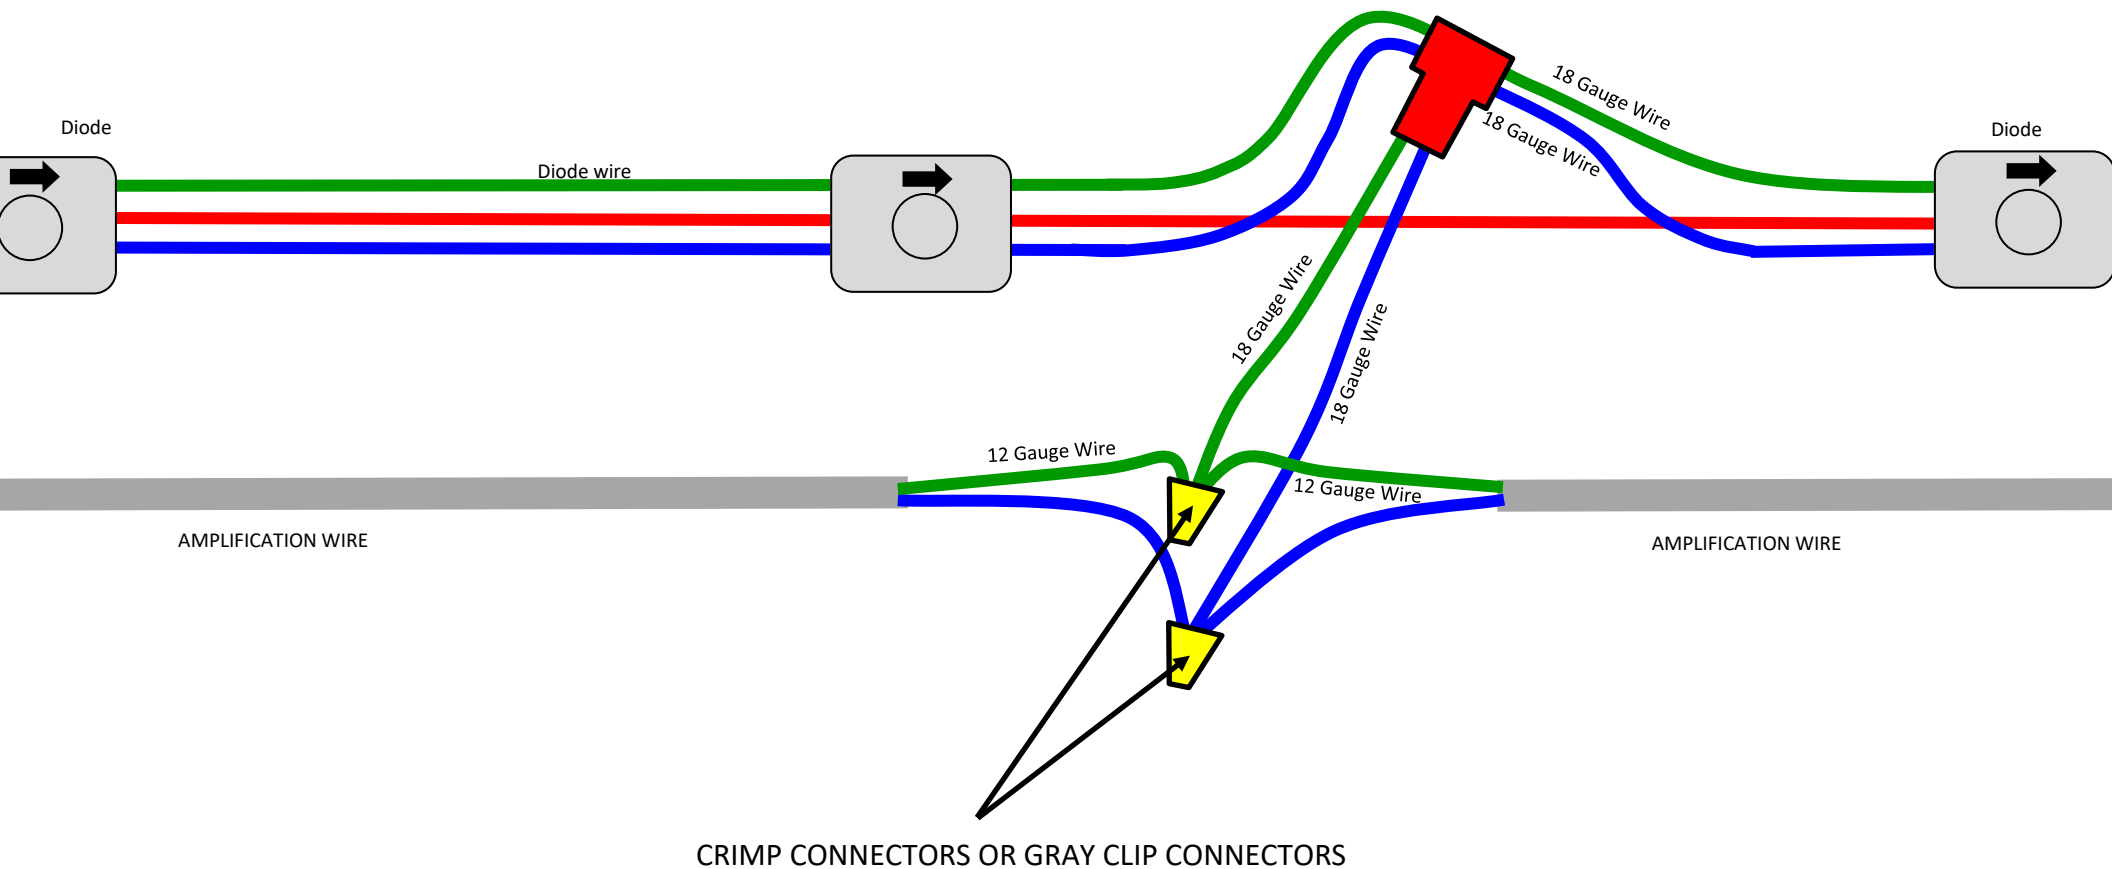 Diode
Diode wire
18 Gauge Wire
18 Gauge Wire
Diode
18 Gauge Wire
18 Gauge Wire
12 Gauge Wire
12 Gauge Wire
AMPLIFICATION WIRE
AMPLIFICATION WIRE
CRIMP CONNECTORS OR GRAY CLIP CONNECTORS